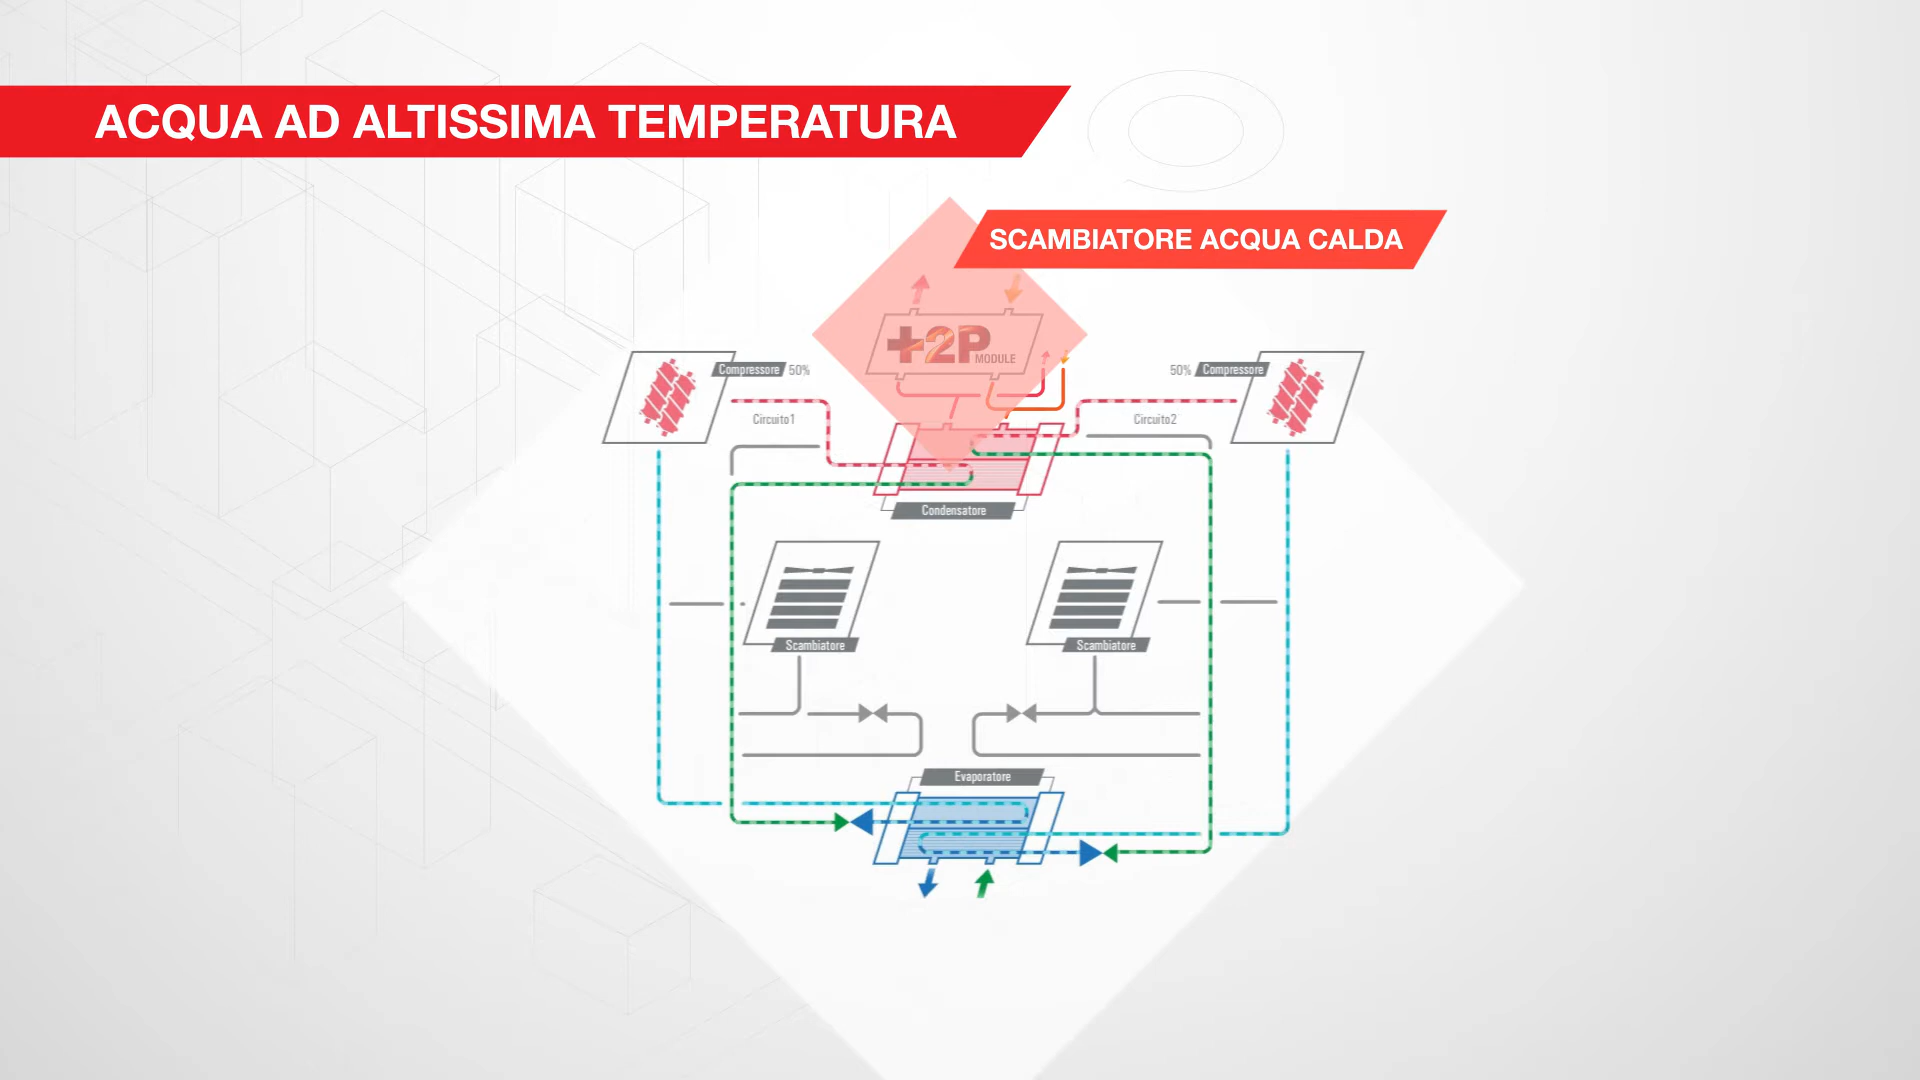 ACQUA AD ALTISSIMA TEMPERATURA
SCAMBIATORE ACQUA CALDA
+2P MODULE
Compressore 50%
50% Compressore
Circuito1
Circuito2
Condensatore
Scambiatore
Scambiatore
Evaporatore